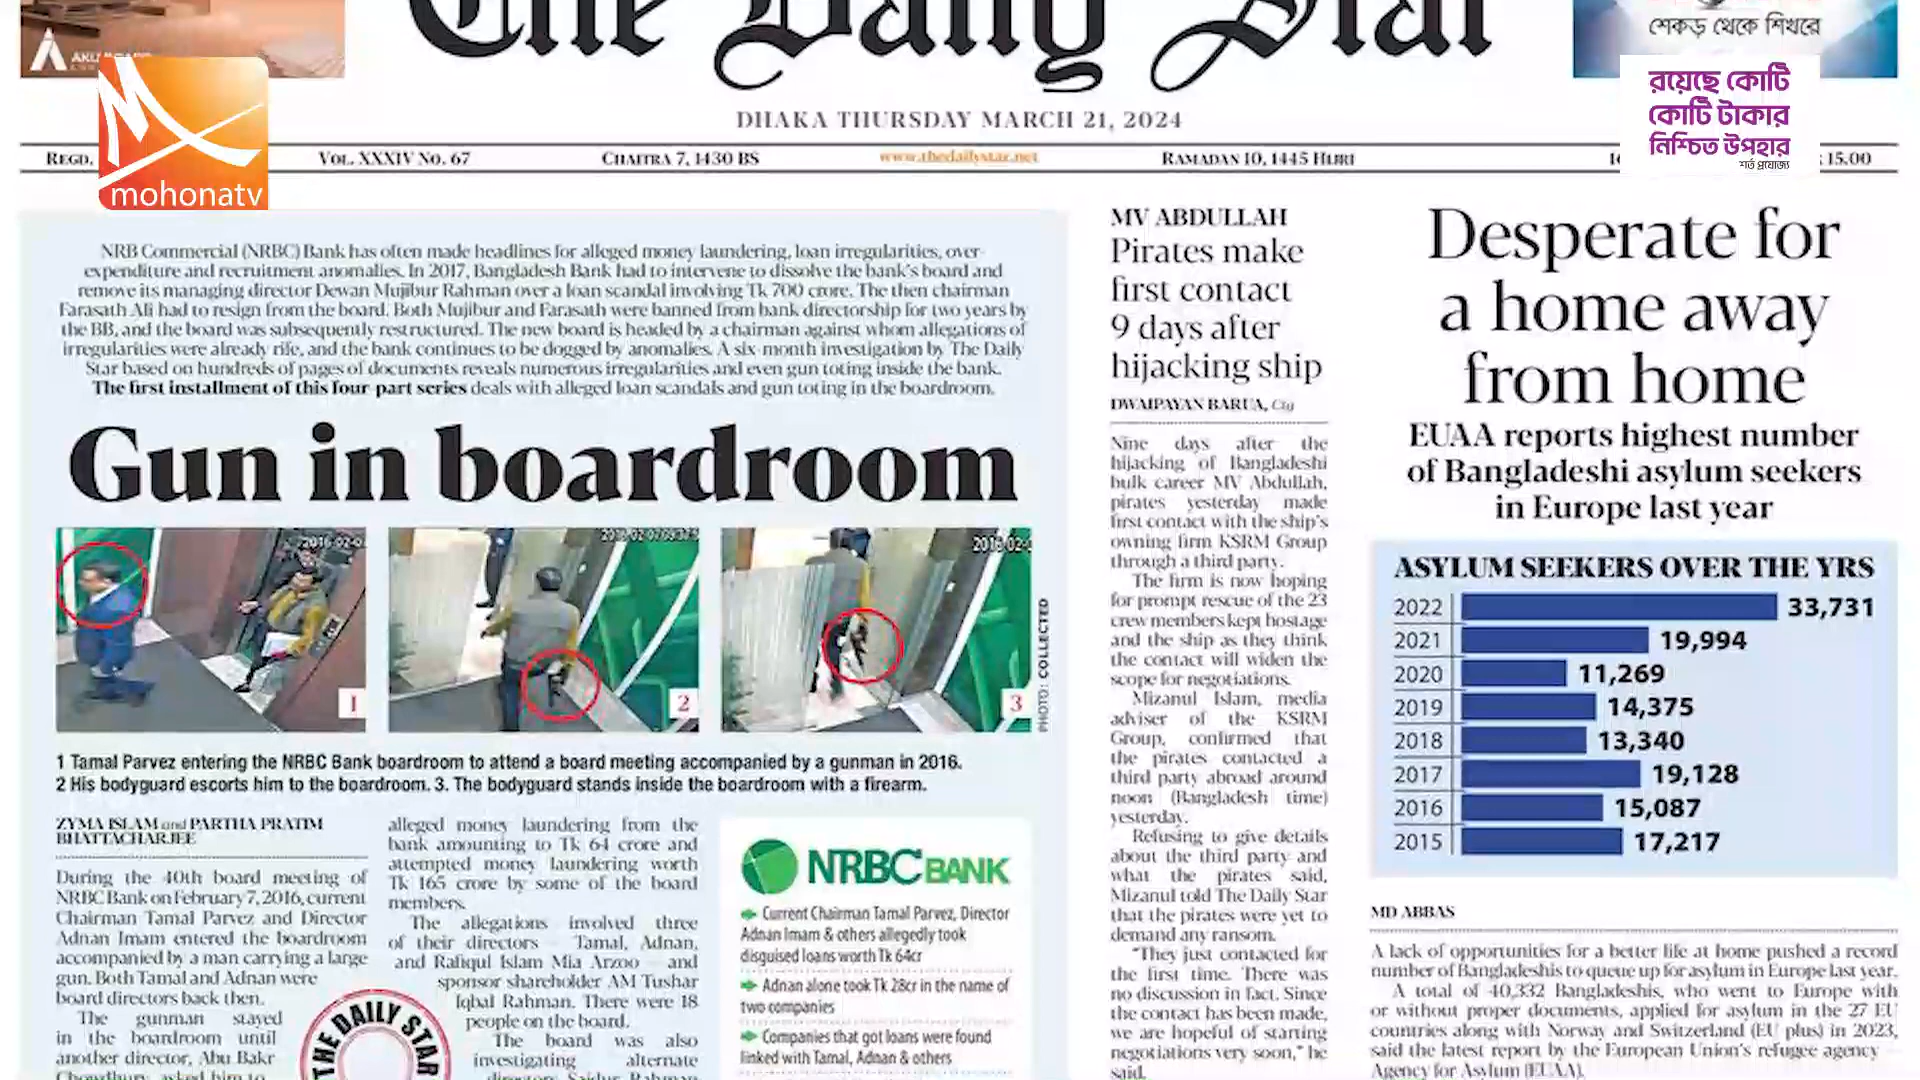 The Daily Star
শেকড় থেকে শিখরে
রয়েছে কোটি
কোটি টাকার
নিশ্চিত উপহার
শর্ত প্রযোজ্য
mohonatv
DHAKA THURSDAY MARCH 21, 2024
REGD.
VOL. XXXIV NO. 67
CHAITRA 7, 1430 BS
www.thedailystar.net
RAMADAN 10, 1445 HIJRI
15.00
NRB Commercial (NRBC) Bank has often made headlines for alleged money laundering, loan irregularities, over-
expenditure and recruitment anomalies. In 2017, Bangladesh Bank had to intervene to dissolve the bank's board and
remove its managing director Dewan Mujibur Rahman over a loan scandal involving Tk 700 crore. The then chairman
Farasath Ali had to resign from the board. Both Mujibur and Farasath were banned from bank directorship for two years by
the BB, and the board was subsequently restructured. The new board is headed by a chairman against whom allegations of
irregularities were already rife, and the bank continues to be dogged by anomalies. A six-month investigation by The Daily
Star based on hundreds of pages of documents reveals numerous irregularities and even gun toting inside the bank.
The first installment of this four-part series deals with alleged loan scandals and gun toting in the boardroom.
Gun in boardroom
1
2
3
PHOTO: COLLECTED
1 Tamal Parvez entering the NRBC Bank boardroom to attend a board meeting accompanied by a gunman in 2016.
2 His bodyguard escorts him to the boardroom. 3. The bodyguard stands inside the boardroom with a firearm.
ZYMA ISLAM and PARTHA PRATIM
BHATTACHARJEE
During the 40th board meeting of
NRBC Bank on February 7, 2016, current
Chairman Tamal Parvez and Director
Adnan Imam entered the boardroom
accompanied by a man carrying a large
gun. Both Tamal and Adnan were
board directors back then.
The gunman stayed
in the boardroom until
another director, Abu Bakr
Chowdhury, asked him to
THE DAILY STAR
alleged money laundering from the
bank amounting to Tk 64 crore and
attempted money laundering worth
Tk 165 crore by some of the board
members.
The allegations involved three
of their directors – Tamal, Adnan,
and Rafiqul Islam Mia Arzoo – and
sponsor shareholder AM Tushar
Iqbal Rahman. There were 18
people on the board.
The board was also
investigating alternate
director Saidur Rahman
NRBC BANK
Current Chairman Tamal Parvez, Director
Adnan Imam & others allegedly took
disguised loans worth Tk 64cr
Adnan alone took Tk 28cr in the name of
two companies
Companies that got loans were found
linked with Tamal, Adnan & others
MV ABDULLAH
Pirates make
first contact
9 days after
hijacking ship
DWAIPAYAN BARUA, Ctg
Nine days after the
hijacking of Bangladeshi
bulk career MV Abdullah,
pirates yesterday made
first contact with the ship's
owning firm KSRM Group
through a third party.
The firm is now hoping
for prompt rescue of the 23
crew members kept hostage
and the ship as they think
the contact will widen the
scope for negotiations.
Mizanul Islam, media
adviser of the KSRM
Group, confirmed that
the pirates contacted a
third party abroad around
noon (Bangladesh time)
yesterday.
Refusing to give details
about the third party and
what the pirates said,
Mizanul told The Daily Star
that the pirates were yet to
demand any ransom.
"They just contacted for
the first time. There was
no discussion in fact. Since
the contact has been made,
we are hopeful of starting
negotiations very soon," he
said.
Desperate for
a home away
from home
EUAA reports highest number
of Bangladeshi asylum seekers
in Europe last year
ASYLUM SEEKERS OVER THE YRS
2022 33,731
2021 19,994
2020 11,269
2019 14,375
2018 13,340
2017 19,128
2016 15,087
2015 17,217
MD ABBAS
A lack of opportunities for a better life at home pushed a record
number of Bangladeshis to queue up for asylum in Europe last year.
A total of 40,332 Bangladeshis, who went to Europe with
or without proper documents, applied for asylum in the 27 EU
countries along with Norway and Switzerland (EU plus) in 2023,
said the latest report by the European Union's refugee agency –
Agency for Asylum (EUAA).